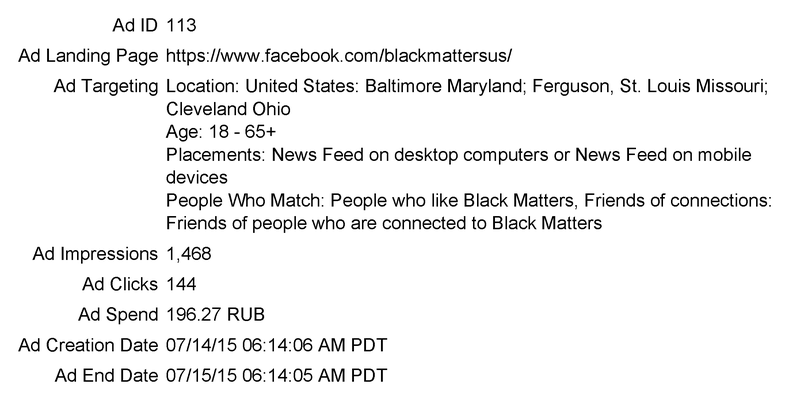 Ad ID 113
Ad Landing Page https://www.facebook.com/blackmattersus/
Ad Targeting Location: United States: Baltimore Maryland; Ferguson, St. Louis Missouri;
Cleveland Ohio
Age: 18 - 65+
Placements: News Feed on desktop computers or News Feed on mobile
devices
People Who Match: People who like Black Matters, Friends of connections:
Friends of people who are connected to Black Matters
Ad Impressions 1,468
Ad Clicks 144
Ad Spend 196.27 RUB
Ad Creation Date 07/14/15 06:14:06 AM PDT
Ad End Date 07/15/15 06:14:05 AM PDT